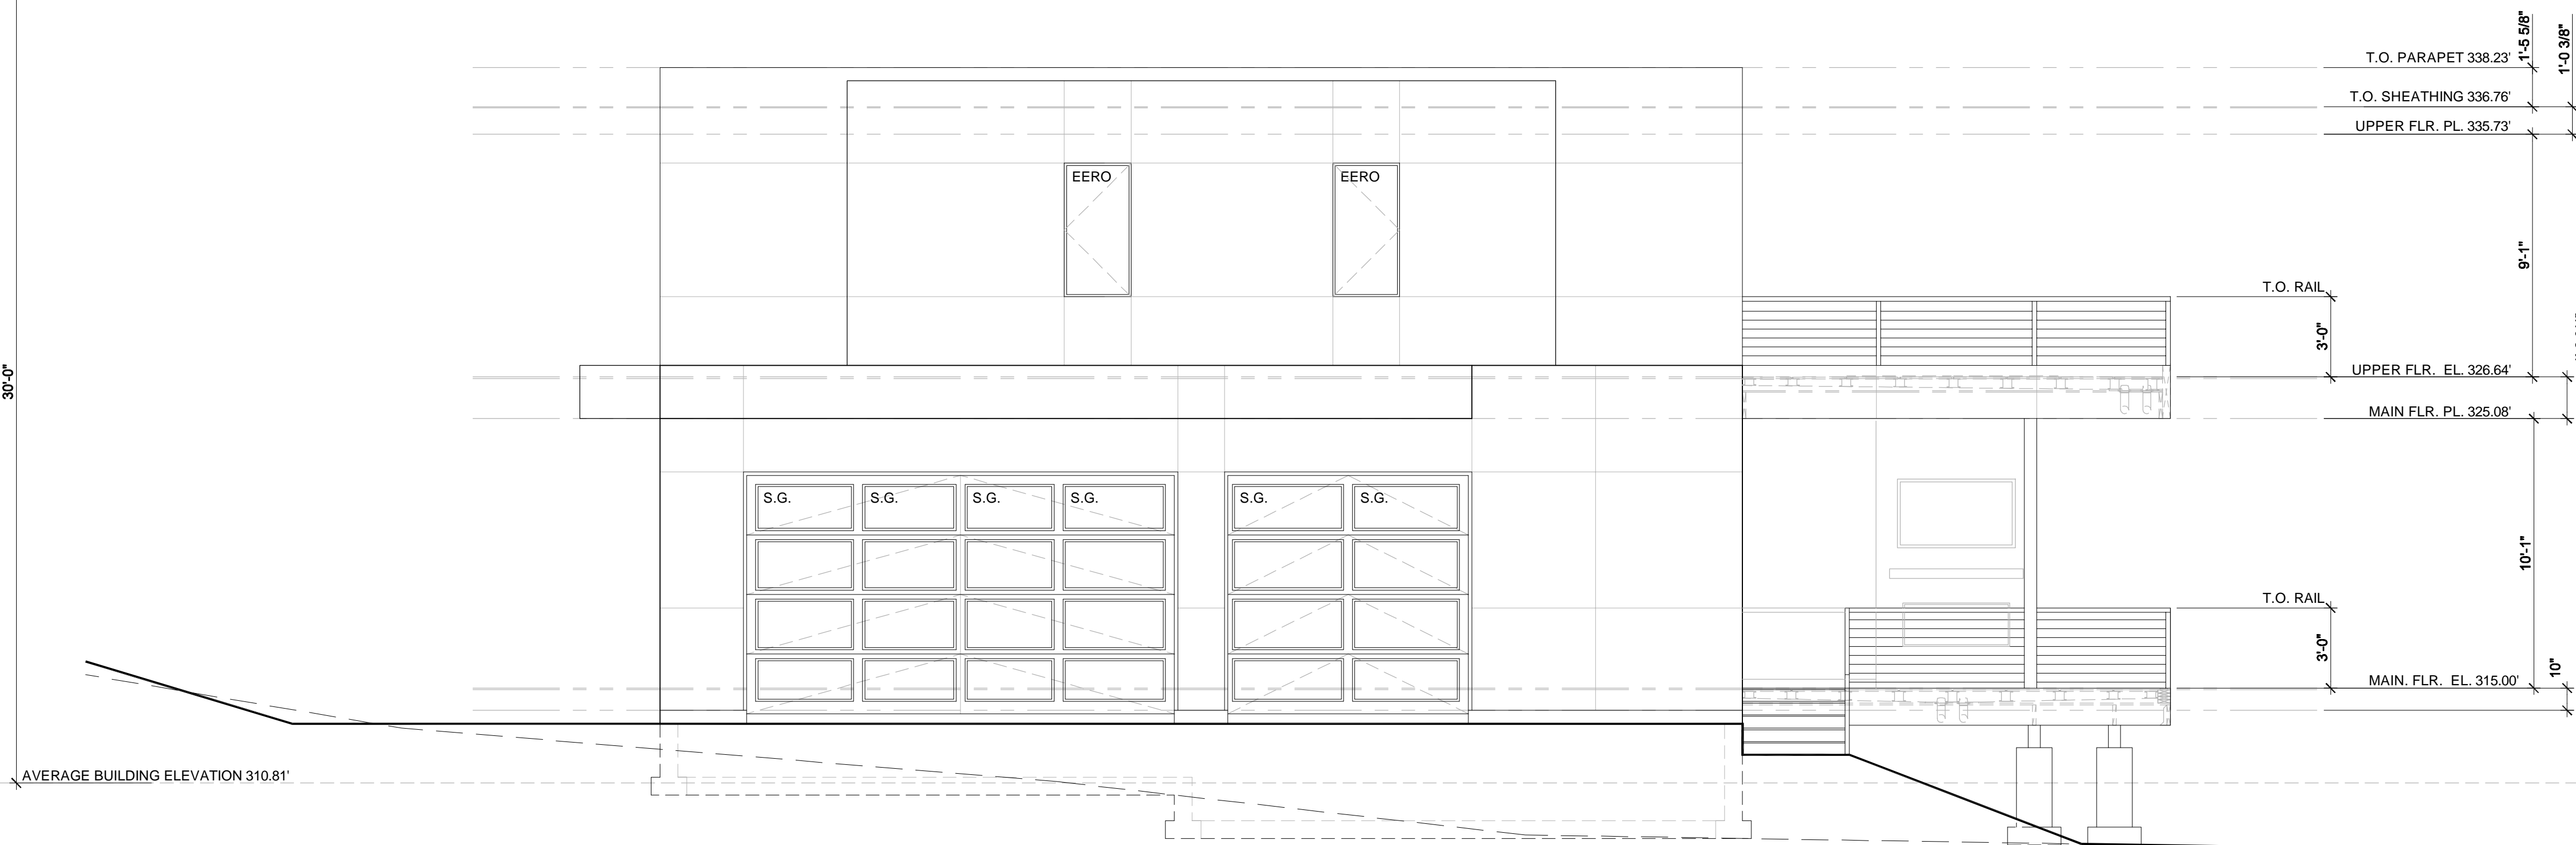 1'-5 5/8"
1'-0 3/8"
T.O. PARAPET 338.23'
T.O. SHEATHING 336.76'
UPPER FLR. PL. 335.73'
EERO
EERO
9'-1"
T.O. RAIL
3'-0"
30'-0"
UPPER FLR. EL. 326.64'
MAIN FLR. PL. 325.08'
S.G.
S.G.
S.G.
S.G.
S.G.
S.G.
10'-1"
T.O. RAIL
3'-0"
10"
MAIN. FLR. EL. 315.00'
AVERAGE BUILDING ELEVATION 310.81'